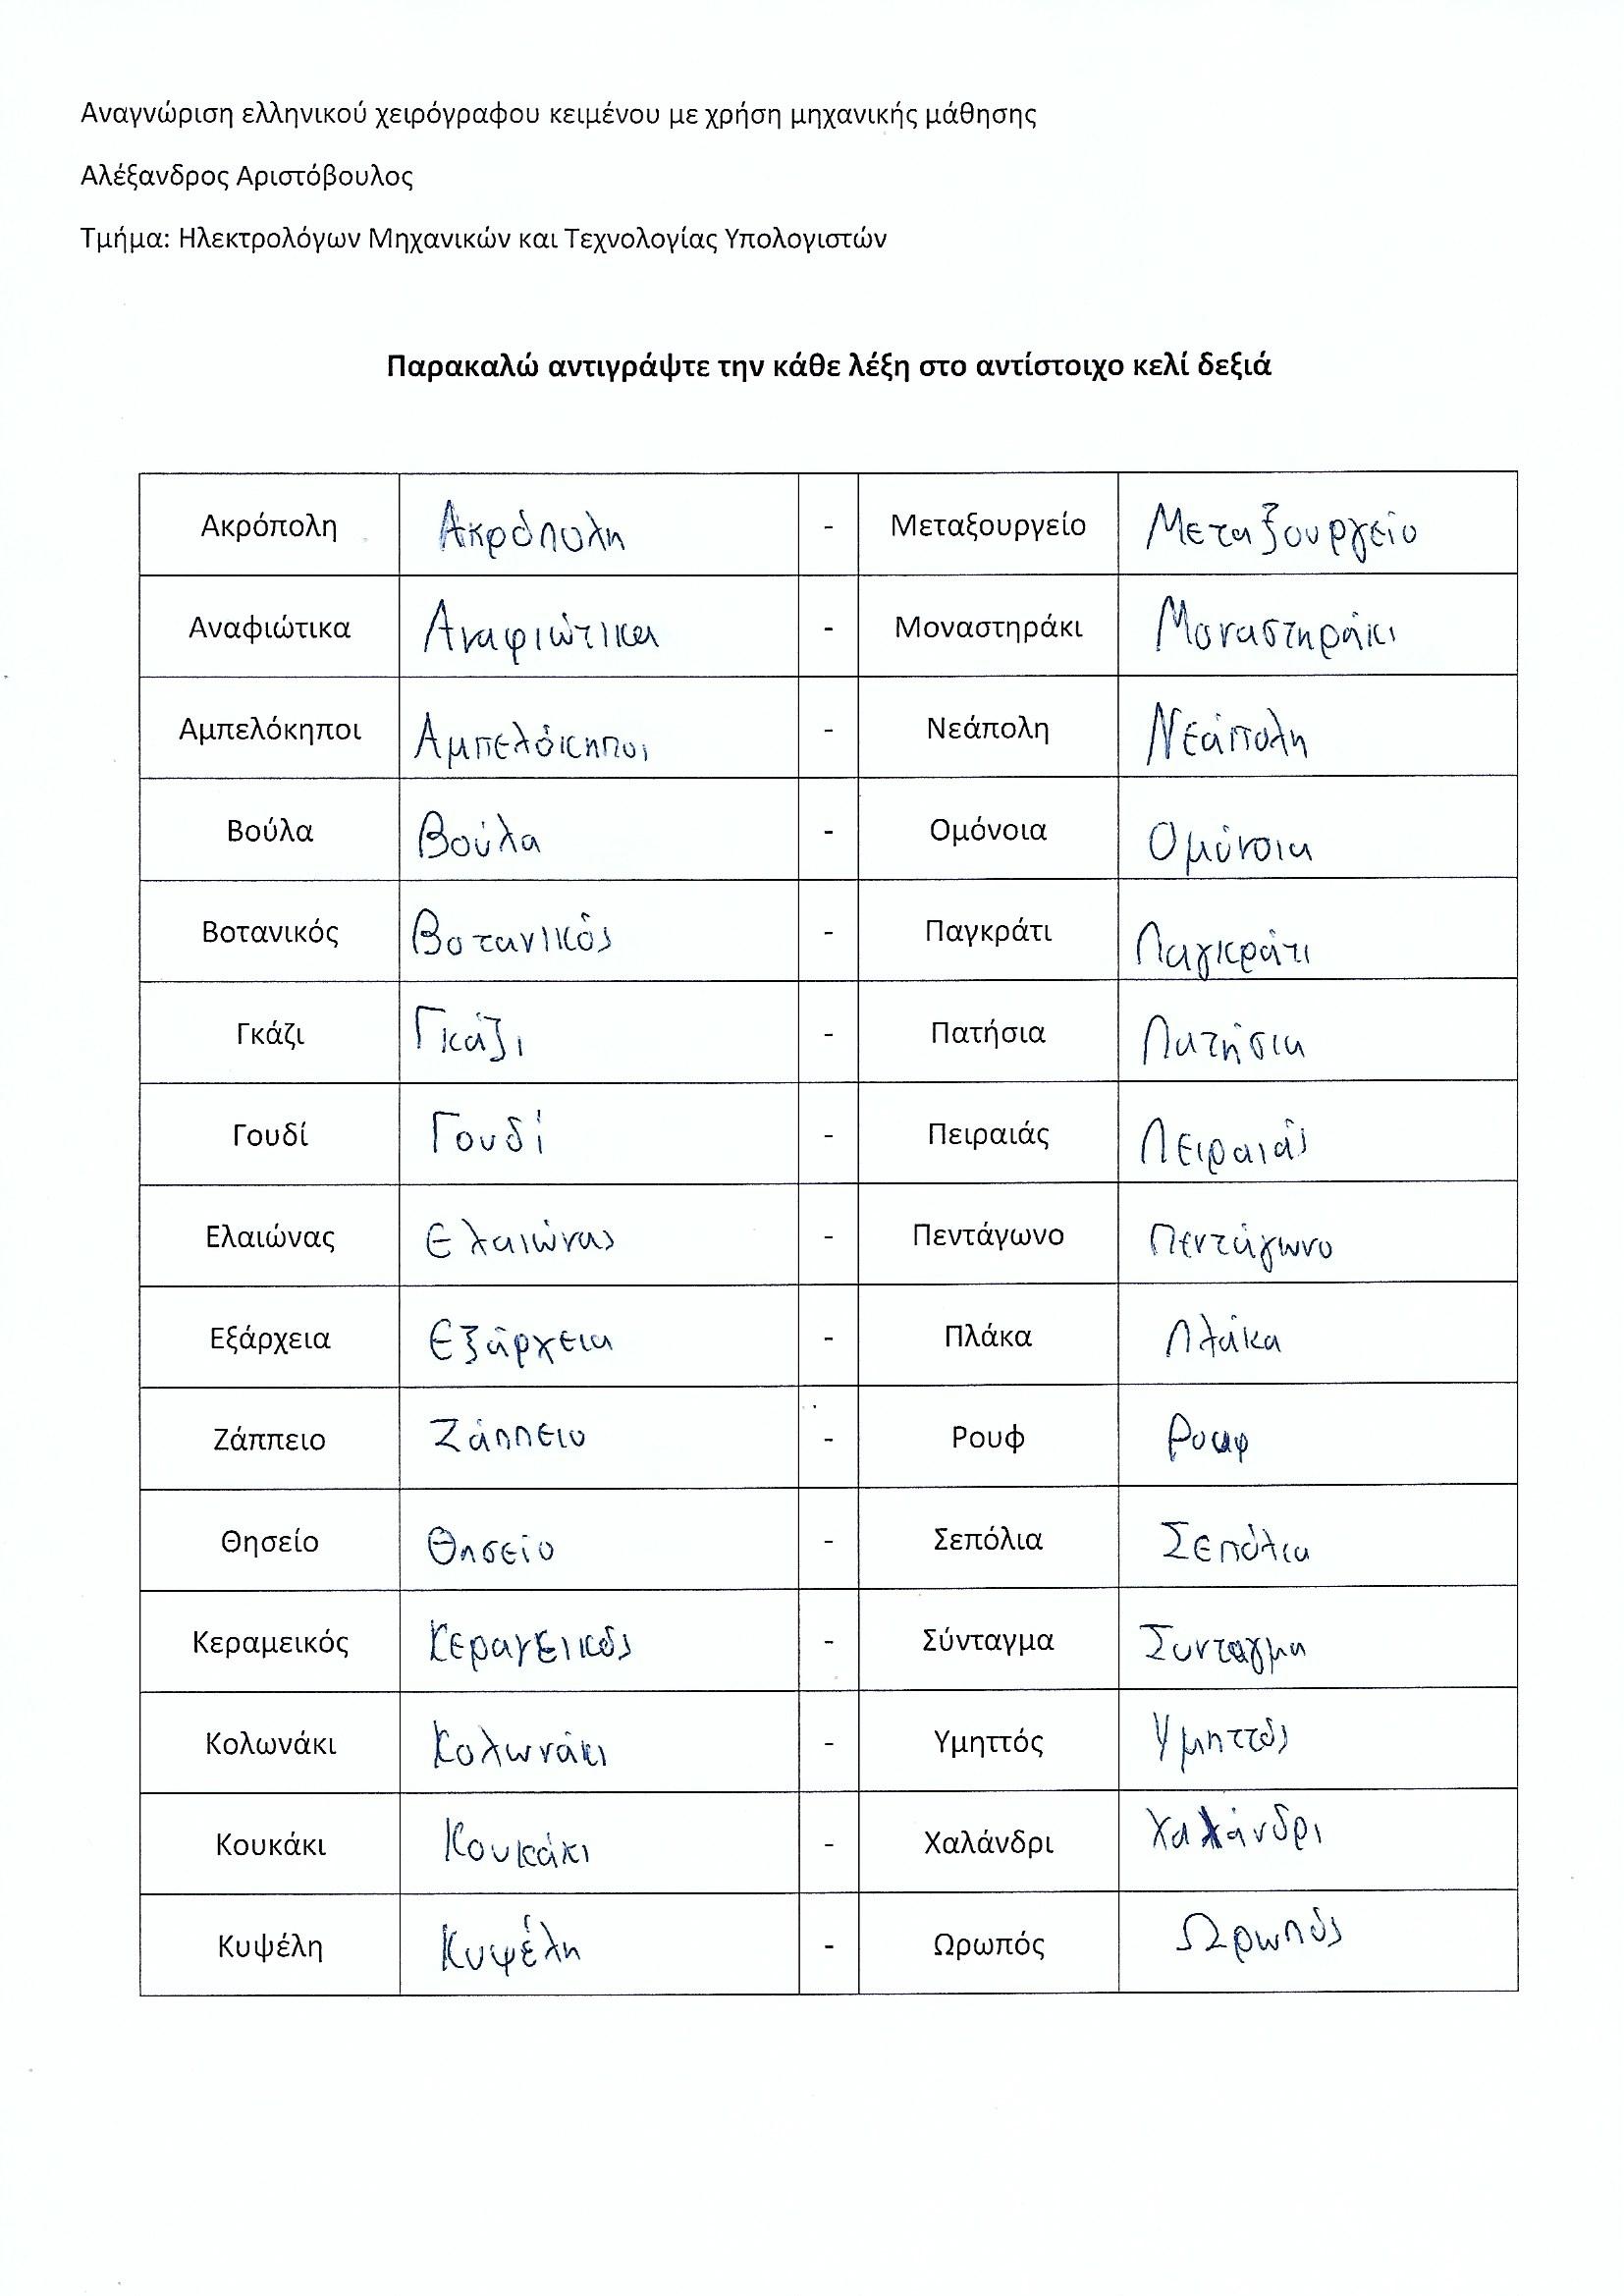 Αναγνώριση ελληνικού χειρόγραφου κειμένου με χρήση μηχανικής μάθησης
Αλέξανδρος Αριστόβουλος
Τμήμα: Ηλεκτρολόγων Μηχανικών και Τεχνολογίας Υπολογιστών
Παρακαλώ αντιγράψτε την κάθε λέξη στο αντίστοιχο κελί δεξιά
Ακρόπολη Ακρόπολη - Μεταξουργείο Μεταξουργείο
Αναφιώτικα Αναφιώτικα - Μοναστηράκι Μοναστηράκι
Αμπελόκηποι Αμπελόκηποι - Νεάπολη Νεάπολη
Βούλα Βούλα - Ομόνοια Ομόνοια
Βοτανικός Βοτανικός - Παγκράτι Παγκράτι
Γκάζι Γκάζι - Πατήσια Πατήσια
Γουδί Γουδί - Πειραιάς Πειραιάς
Ελαιώνας Ελαιώνας - Πεντάγωνο Πεντάγωνο
Εξάρχεια Εξάρχεια - Πλάκα Πλάκα
Ζάππειο Ζάππειο - Ρουφ Ρουφ
Θησείο Θησείο - Σεπόλια Σεπόλια
Κεραμεικός Κεραγεικός - Σύνταγμα Συνταγμα
Κολωνάκι Κολωνάκι - Υμηττός Υμηττός
Κουκάκι Κουκάκι - Χαλάνδρι Χαλάνδρι
Κυψέλη Κυψέλη - Ωρωπός Ωρωπός